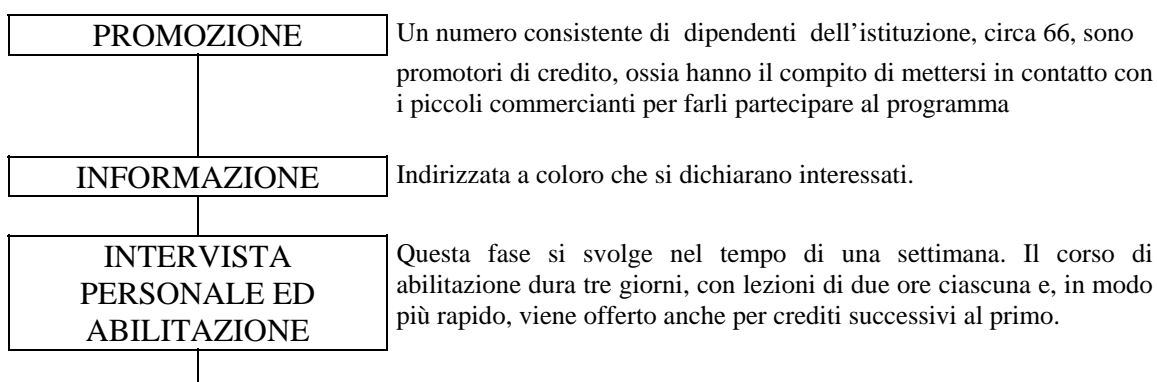 PROMOZIONE
Un numero consistente di dipendenti dell'istituzione, circa 66, sono
promotori di credito, ossia hanno il compito di mettersi in contatto con
i piccoli commercianti per farli partecipare al programma
INFORMAZIONE
Indirizzata a coloro che si dichiarano interessati.
INTERVISTA
PERSONALE ED
ABILITAZIONE
Questa fase si svolge nel tempo di una settimana. Il corso di
abilitazione dura tre giorni, con lezioni di due ore ciascuna e, in modo
più rapido, viene offerto anche per crediti successivi al primo.